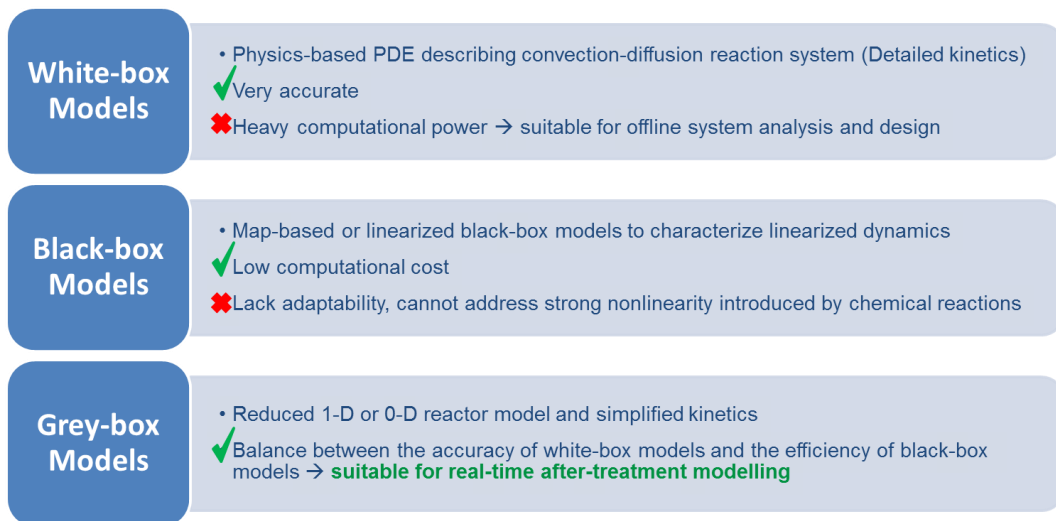 White-box
Models
• Physics-based PDE describing convection-diffusion reaction system (Detailed kinetics)
Very accurate
Heavy computational power → suitable for offline system analysis and design
Black-box
Models
• Map-based or linearized black-box models to characterize linearized dynamics
Low computational cost
Lack adaptability, cannot address strong nonlinearity introduced by chemical reactions
Grey-box
Models
• Reduced 1-D or 0-D reactor model and simplified kinetics
Balance between the accuracy of white-box models and the efficiency of black-box
models → suitable for real-time after-treatment modelling